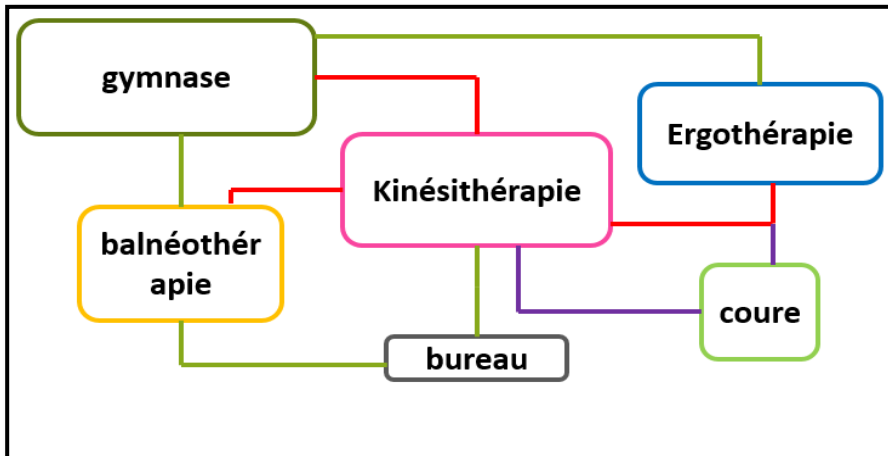 gymnase
Ergothérapie
Kinésithérapie
balnéothér
apie
coure
bureau